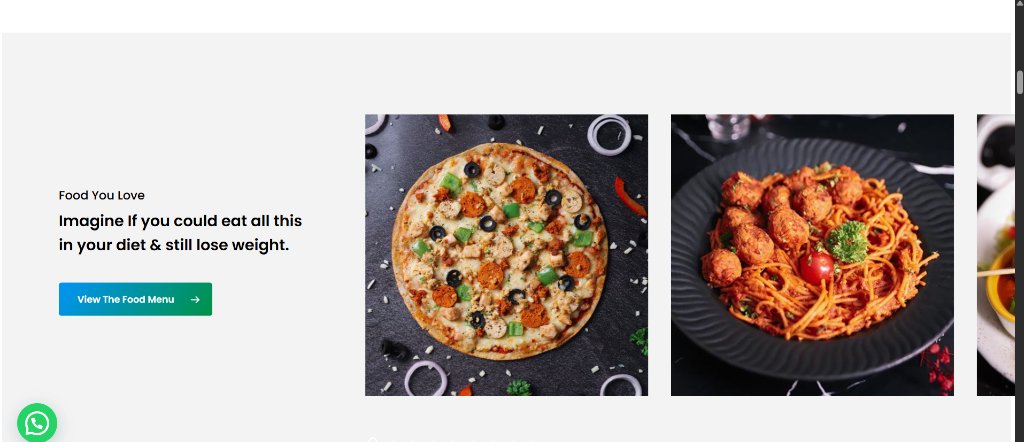 Food You Love
Imagine If you could eat all this
in your diet & still lose weight.
View The Food Menu